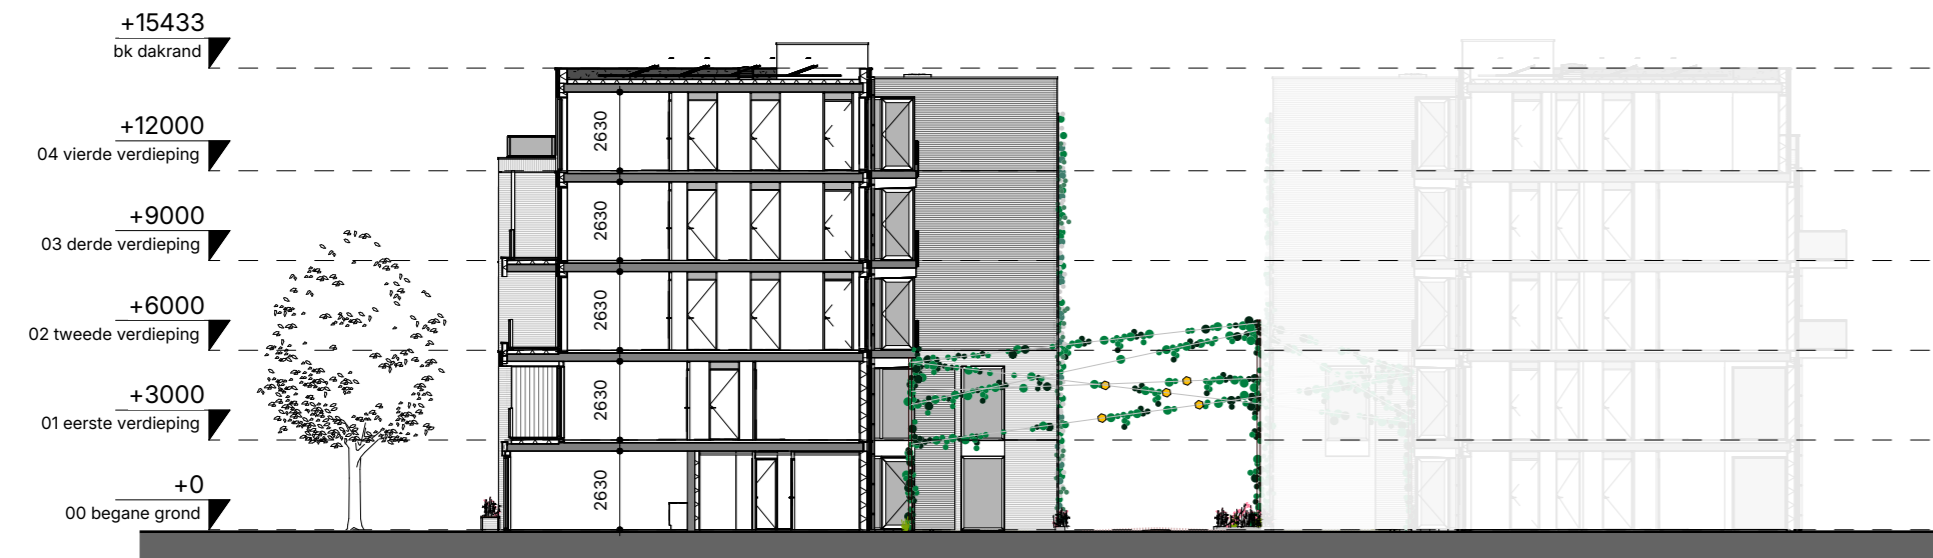 +15433
bk dakrand
+12000
04 vierde verdieping
+9000
03 derde verdieping
+6000
02 tweede verdieping
+3000
01 eerste verdieping
+0
00 begane grond
2630
2630
2630
2630
2630